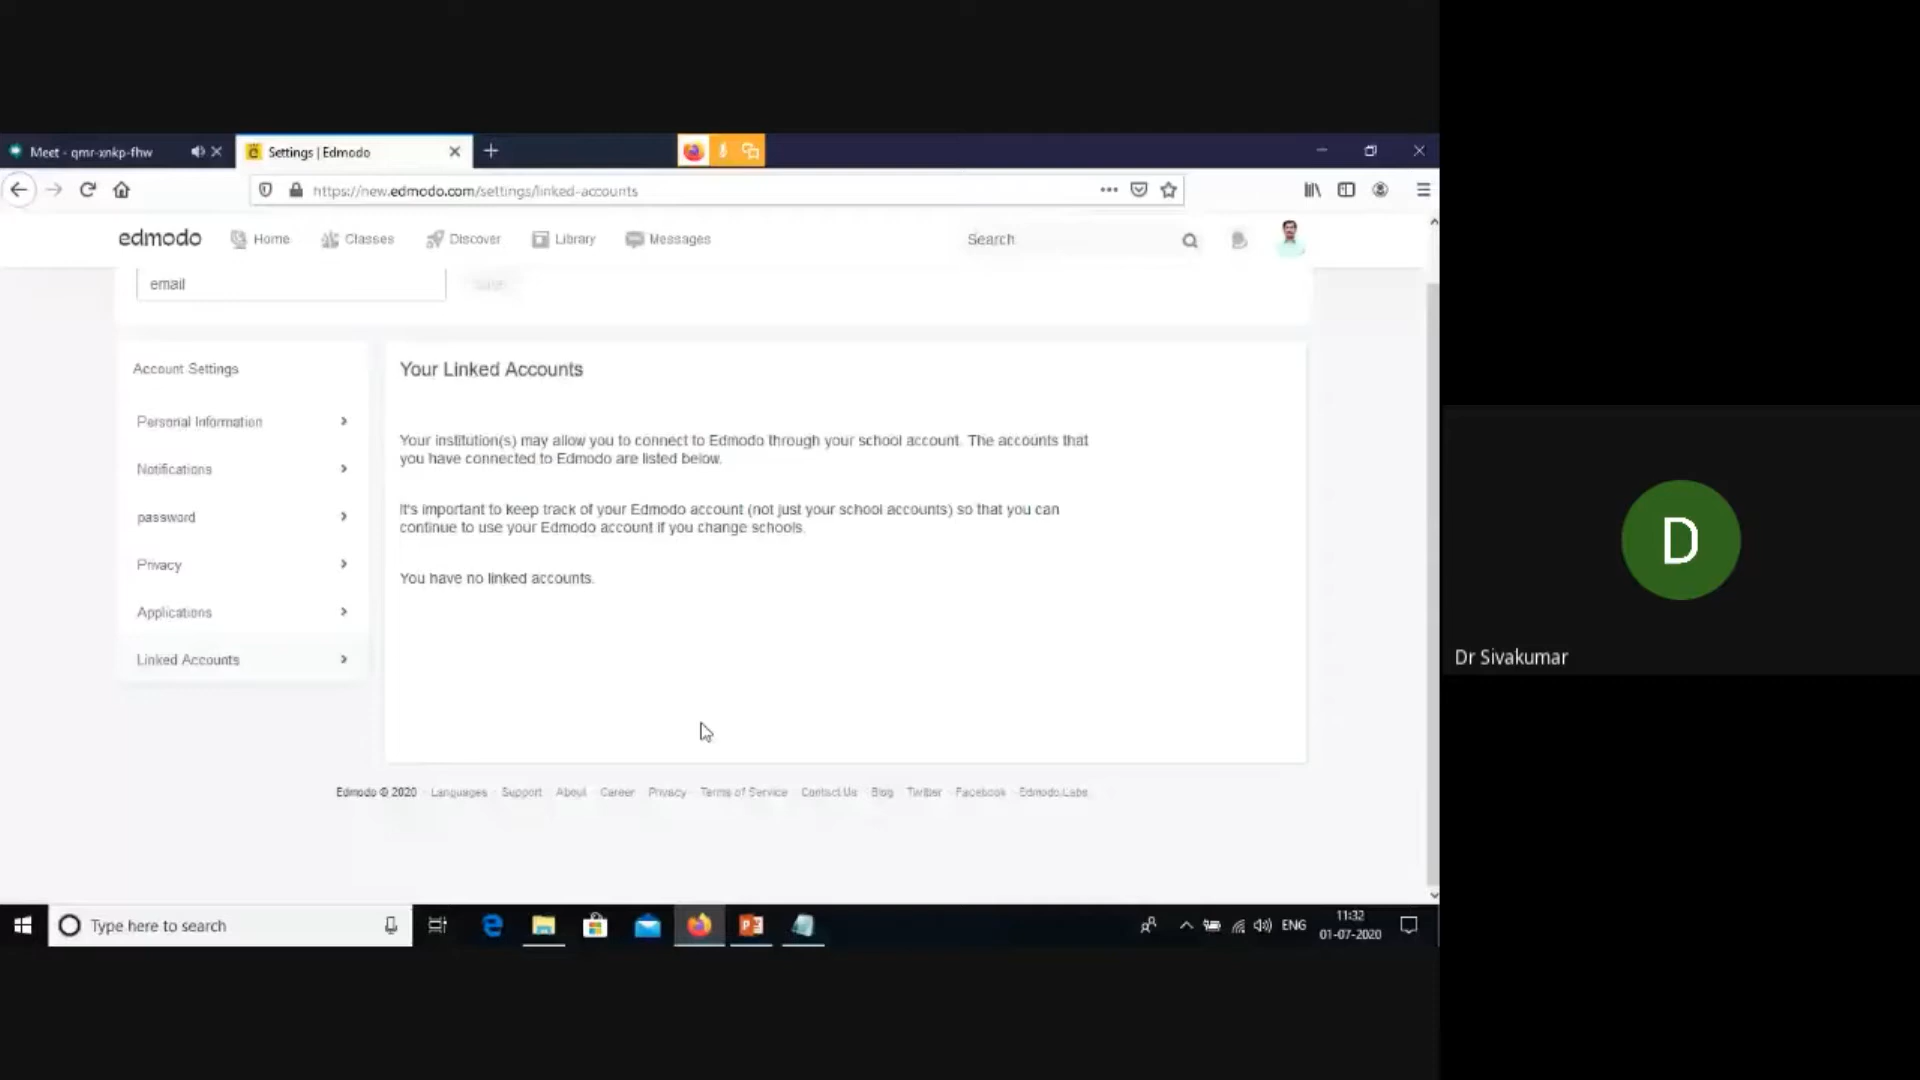 Meet - qmr-xnkp-fhw
Settings | Edmodo
https://new.edmodo.com/settings/linked-accounts
edmodo
Home
Classes
Discover
Library
Messages
Search
email
Account Settings
Personal Information
Notifications
password
Privacy
Applications
Linked Accounts
Your Linked Accounts
Your institution(s) may allow you to connect to Edmodo through your school account. The accounts that
you have connected to Edmodo are listed below.
It's important to keep track of your Edmodo account (not just your school accounts) so that you can
continue to use your Edmodo account if you change schools.
You have no linked accounts.
Edmodo © 2020 Languages Support About Career Privacy Terms of Service Contact Us Blog Twitter Facebook Edmodo Labs
Type here to search
ENG
11:32
01-07-2020
D
Dr Sivakumar